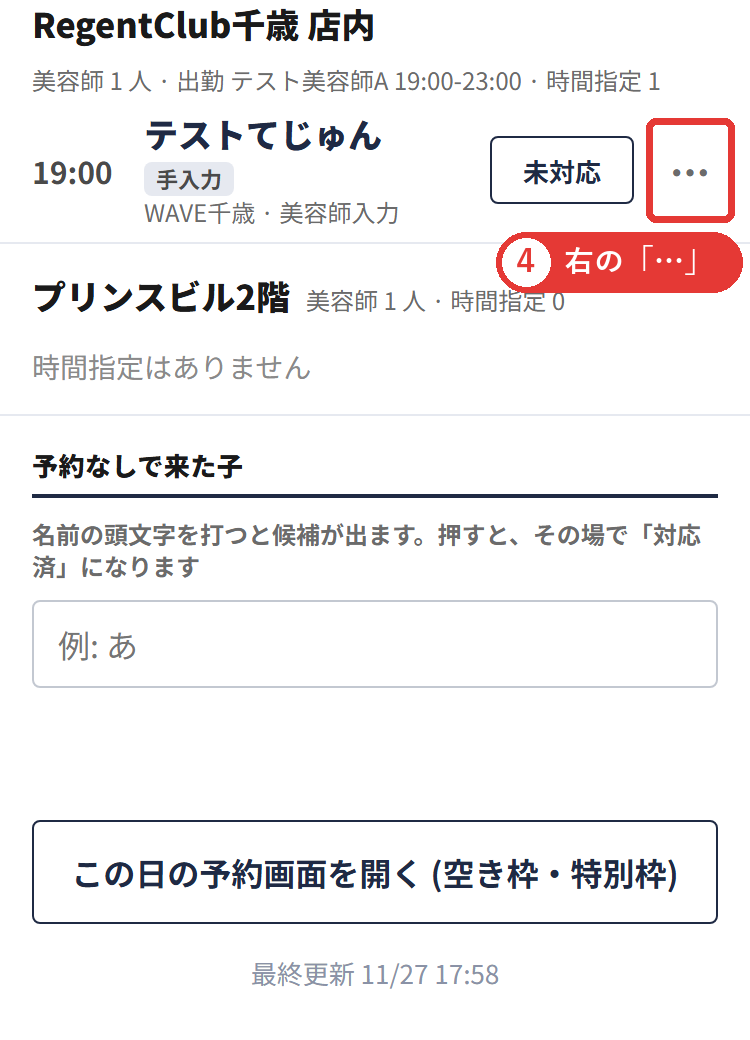 RegentClub千歳 店内
美容師 1 人 · 出勤 テスト美容師A 19:00-23:00 · 時間指定 1
19:00
テストてじゅん
手入力
WAVE千歳 · 美容師入力
未対応
…
4 右の「…」
プリンスビル2階 美容師 1 人 · 時間指定 0
時間指定はありません
予約なしで来た子
名前の頭文字を打つと候補が出ます。押すと、その場で「対応
済」になります
例: あ
この日の予約画面を開く (空き枠・特別枠)
最終更新 11/27 17:58